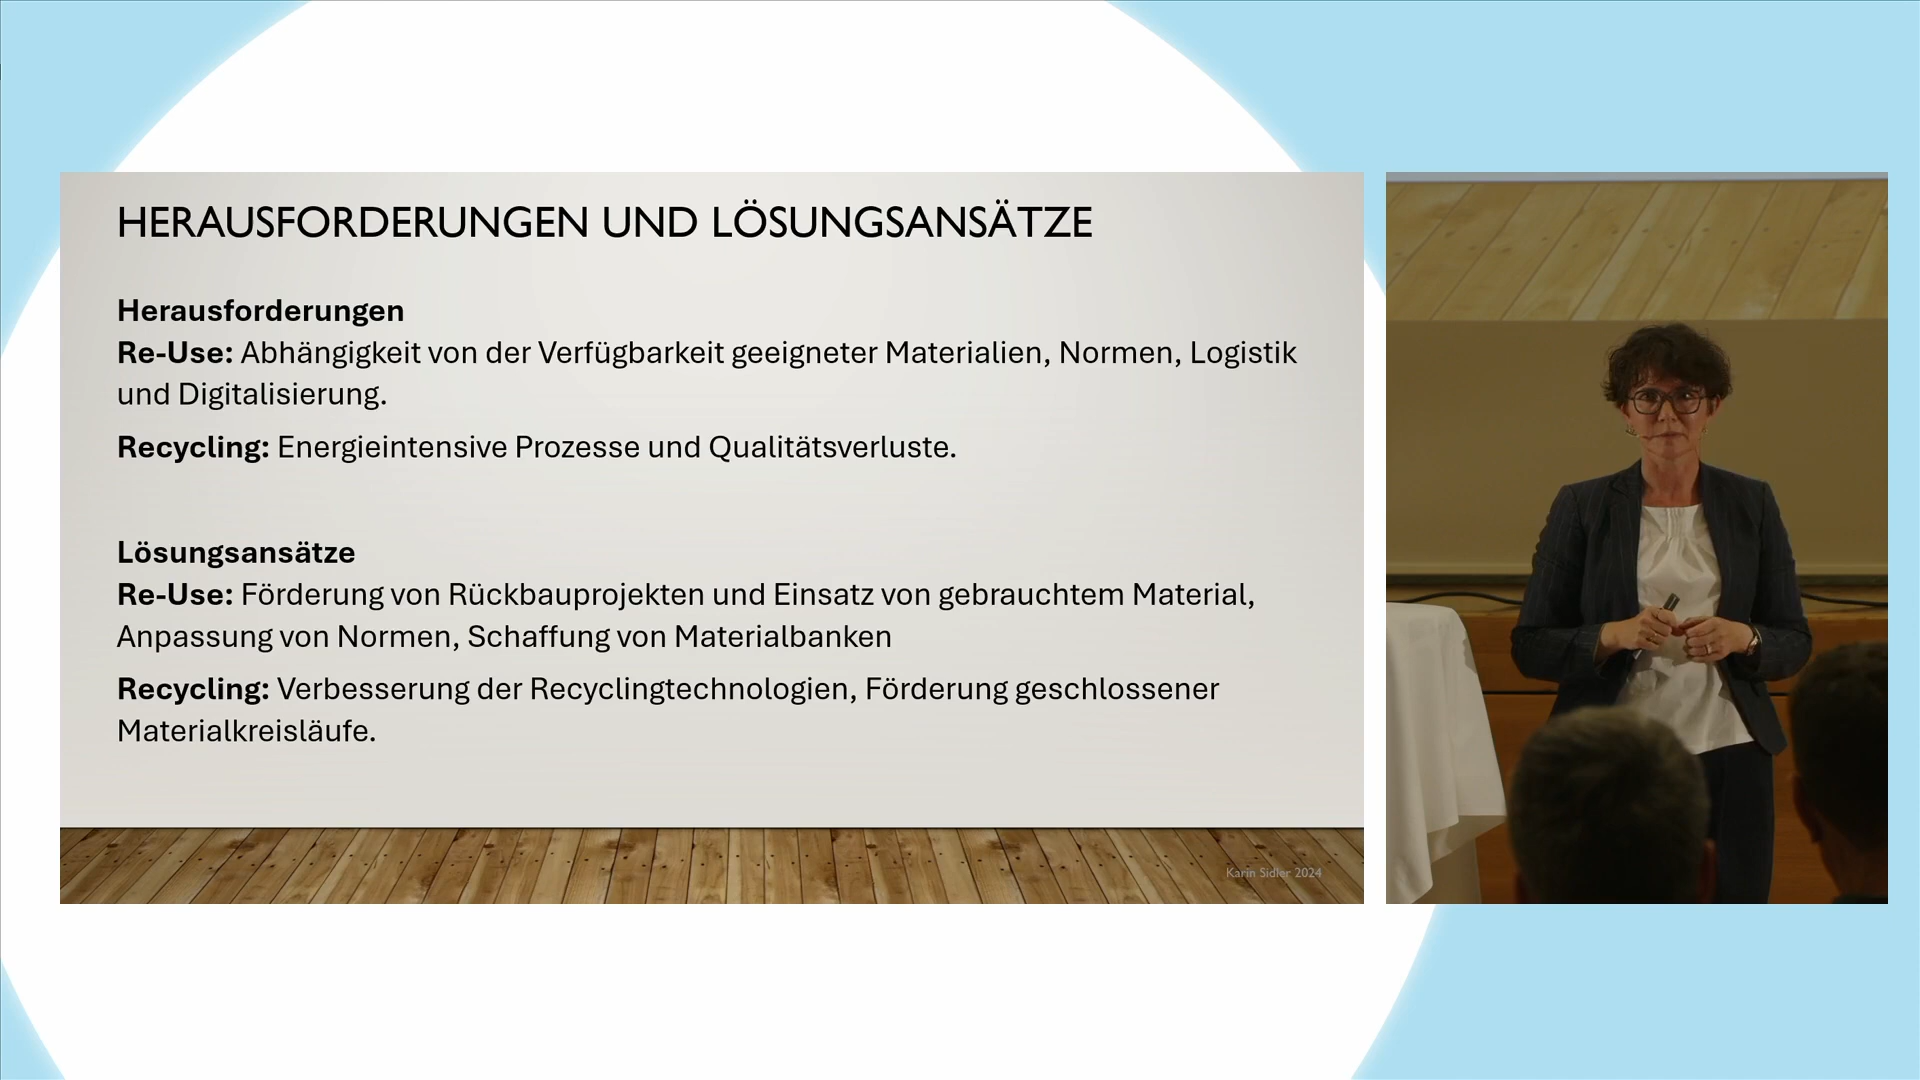 HERAUSFORDERUNGEN UND LÖSUNGSANSÄTZE
Herausforderungen
Re-Use: Abhängigkeit von der Verfügbarkeit geeigneter Materialien, Normen, Logistik
und Digitalisierung.
Recycling: Energieintensive Prozesse und Qualitätsverluste.
Lösungsansätze
Re-Use: Förderung von Rückbauprojekten und Einsatz von gebrauchtem Material,
Anpassung von Normen, Schaffung von Materialbanken
Recycling: Verbesserung der Recyclingtechnologien, Förderung geschlossener
Materialkreisläufe.
Karin Sidler 2024